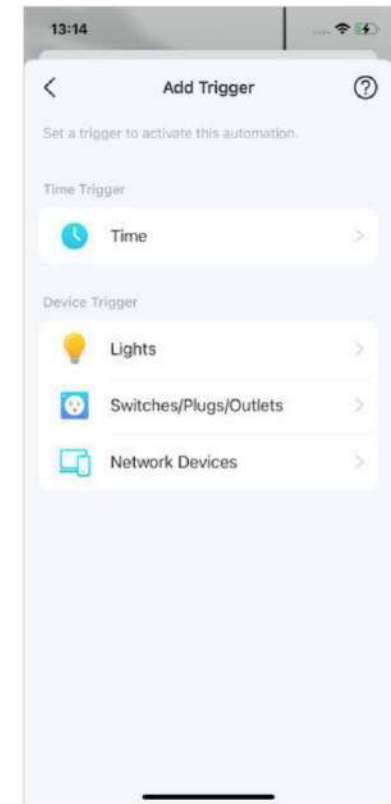 13:14
Add Trigger
Set a trigger to activate this automation.
Time Trigger
Time
Device Trigger
Lights
Switches/Plugs/Outlets
Network Devices